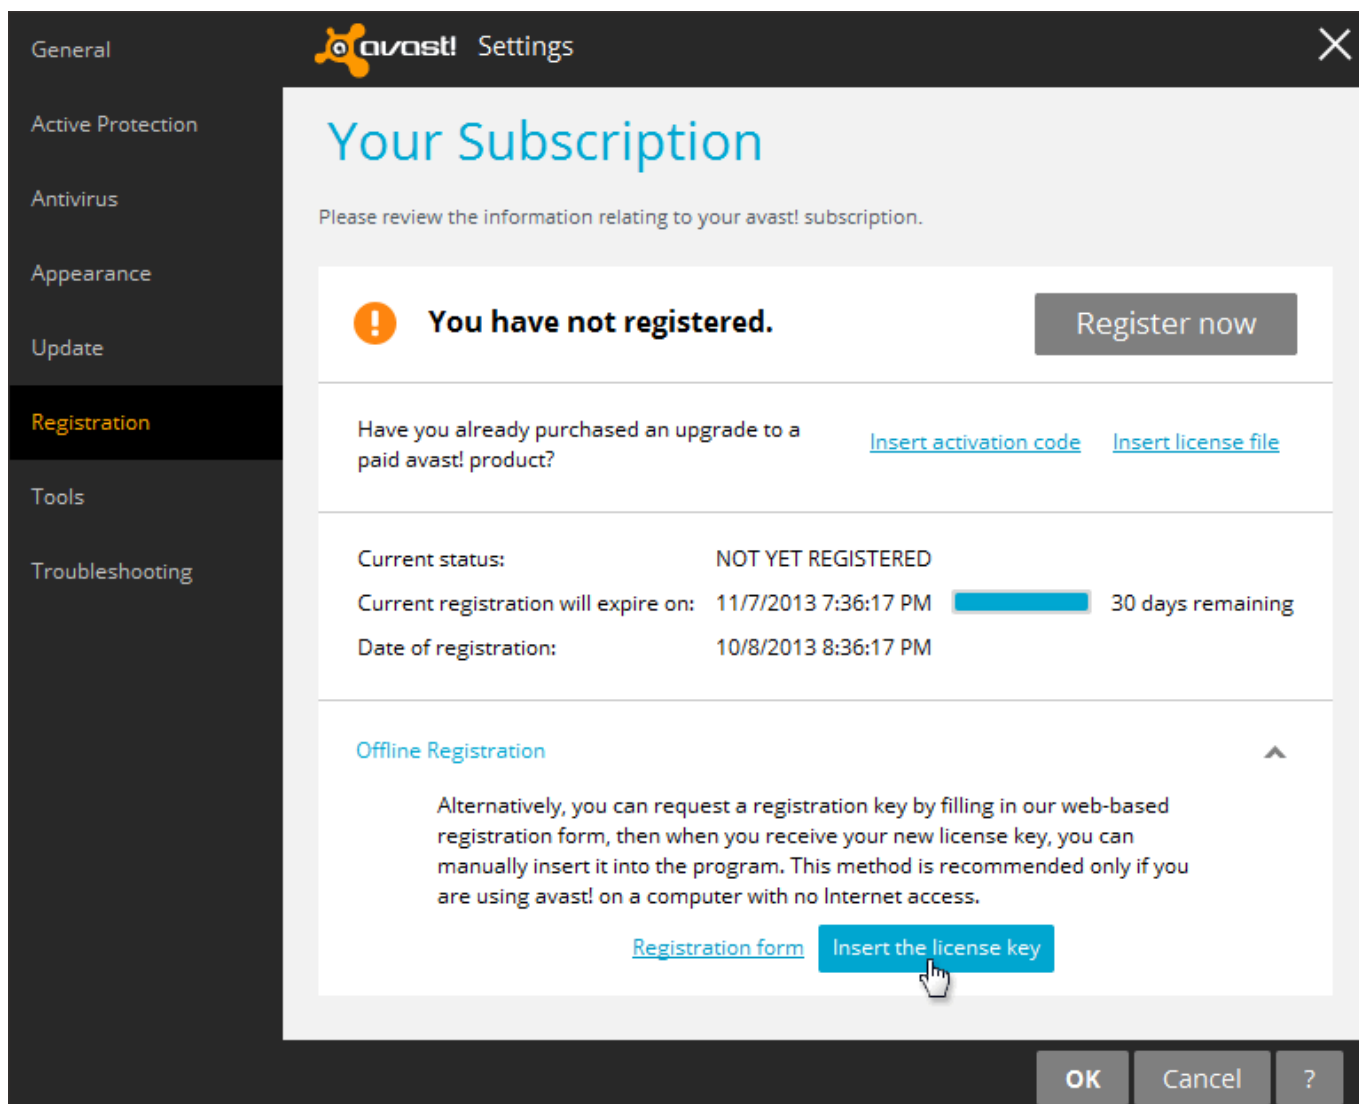 General
Active Protection
Antivirus
Appearance
Update
Registration
Tools
Troubleshooting
avast! Settings
Your Subscription
Please review the information relating to your avast! subscription.
You have not registered.
Register now
Have you already purchased an upgrade to a
paid avast! product?
Insert activation code
Insert license file
Current status: NOT YET REGISTERED
Current registration will expire on: 11/7/2013 7:36:17 PM 30 days remaining
Date of registration: 10/8/2013 8:36:17 PM
Offline Registration
Alternatively, you can request a registration key by filling in our web-based
registration form, then when you receive your new license key, you can
manually insert it into the program. This method is recommended only if you
are using avast! on a computer with no Internet access.
Registration form
Insert the license key
OK
Cancel
?